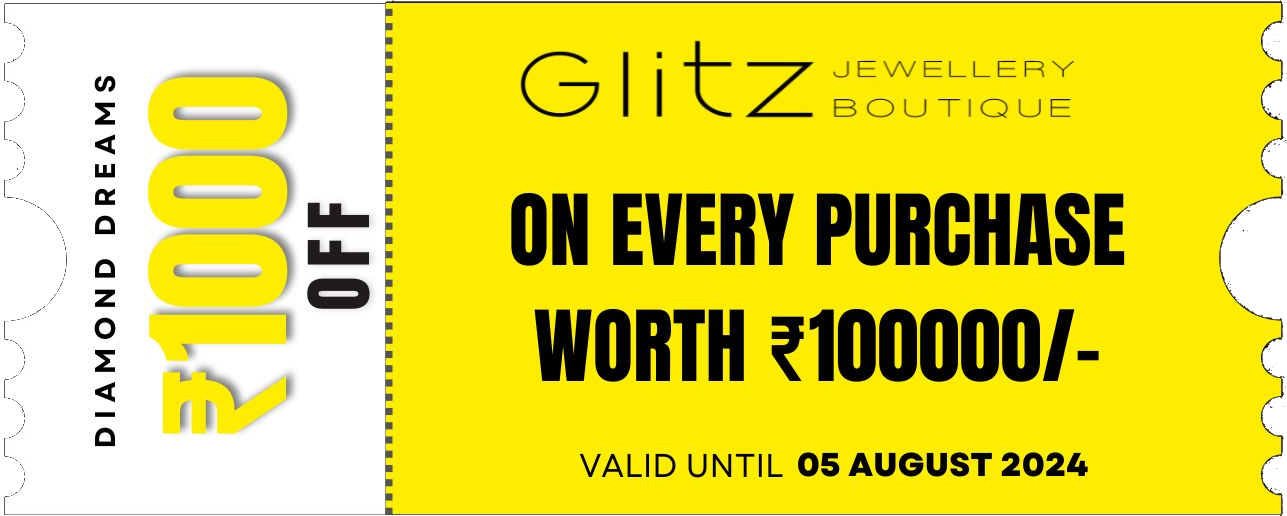 DIAMOND DREAMS
₹1000
OFF
Glitz JEWELLERY
BOUTIQUE
ON EVERY PURCHASE
WORTH ₹100000/-
VALID UNTIL 05 AUGUST 2024